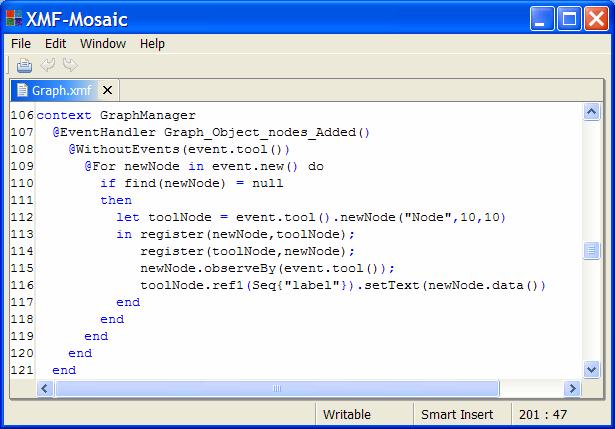 XMF-Mosaic
File Edit Window Help
Graph.xmf
106 context GraphManager
107   @EventHandler Graph_Object_nodes_Added()
108     @WithoutEvents(event.tool())
109       @For newNode in event.new() do
110         if find(newNode) = null
111         then
112           let toolNode = event.tool().newNode("Node",10,10)
113           in register(newNode,toolNode);
114              register(toolNode,newNode);
115              newNode.observeBy(event.tool());
116              toolNode.ref1(Seq{"label"}).setText(newNode.data())
117           end
118         end
119       end
120     end
121   end
Writable Smart Insert 201 : 47